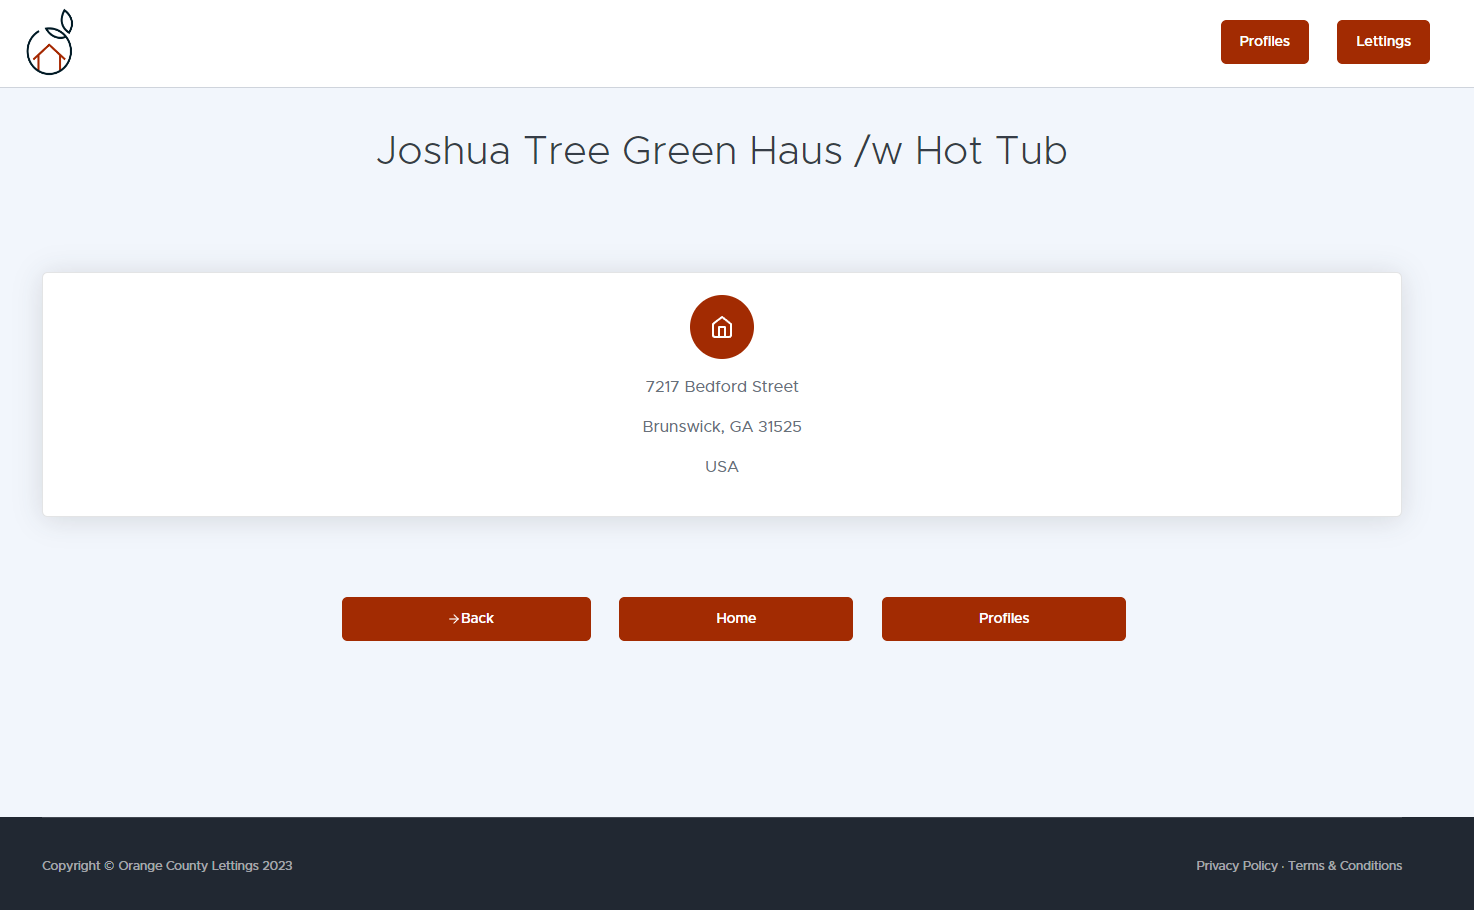 Profiles
Lettings
Joshua Tree Green Haus /w Hot Tub
7217 Bedford Street
Brunswick, GA 31525
USA
→Back
Home
Profiles
Copyright © Orange County Lettings 2023
Privacy Policy · Terms & Conditions